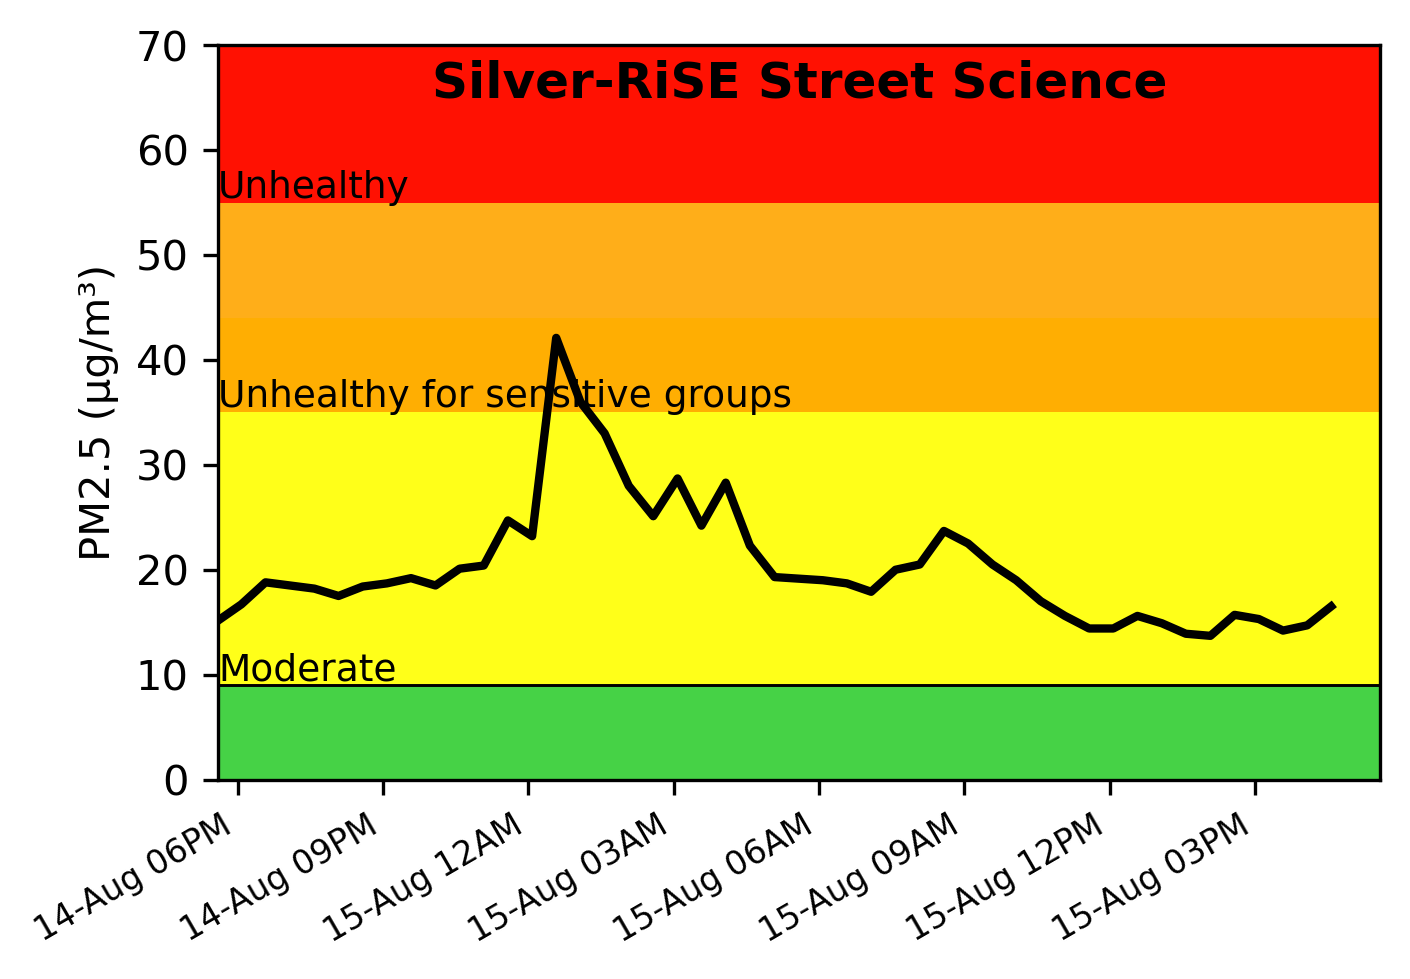 Silver-RiSE Street Science
70
60
Unhealthy
50
40
Unhealthy for sensitive groups
30
20
10
Moderate
0
PM2.5 (μg/m³)
14-Aug 06PM
14-Aug 09PM
15-Aug 12AM
15-Aug 03AM
15-Aug 06AM
15-Aug 09AM
15-Aug 12PM
15-Aug 03PM